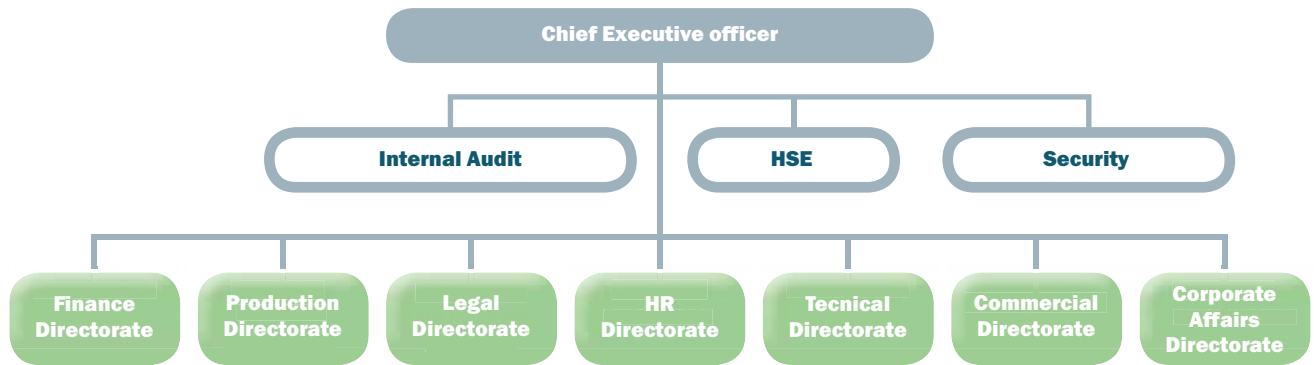 Chief Executive officer
Internal Audit
HSE
Security
Finance
Directorate
Production
Directorate
Legal
Directorate
HR
Directorate
Tecnical
Directorate
Commercial
Directorate
Corporate
Affairs
Directorate